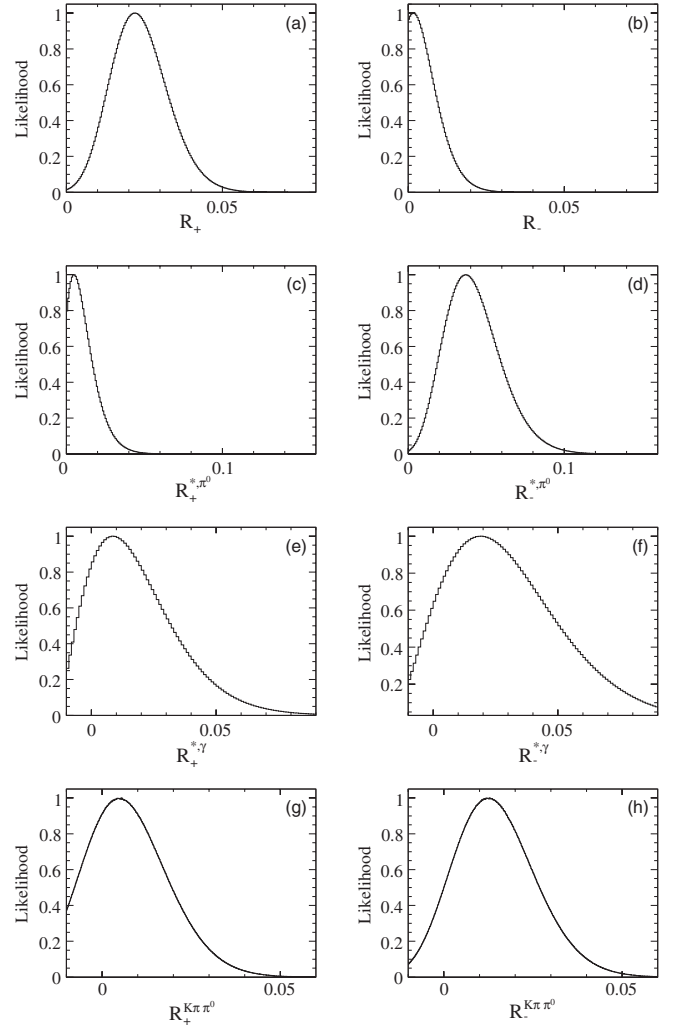 (a)
Likelihood
1
0.8
0.6
0.4
0.2
0
0 0.05
R+
(b)
Likelihood
1
0.8
0.6
0.4
0.2
0
0 0.05
R-
(c)
Likelihood
1
0.8
0.6
0.4
0.2
0
0 0.1
R+*,π0
(d)
Likelihood
1
0.8
0.6
0.4
0.2
0
0 0.1
R-*,π0
(e)
Likelihood
1
0.8
0.6
0.4
0.2
0
0 0.05
R+*,γ
(f)
Likelihood
1
0.8
0.6
0.4
0.2
0 0.05
R-*,γ
(g)
Likelihood
1
0.8
0.6
0.4
0.2
0
0 0.05
R+Kπ π0
(h)
Likelihood
1
0.8
0.6
0.4
0.2
0
0 0.05
R-Kπ π0